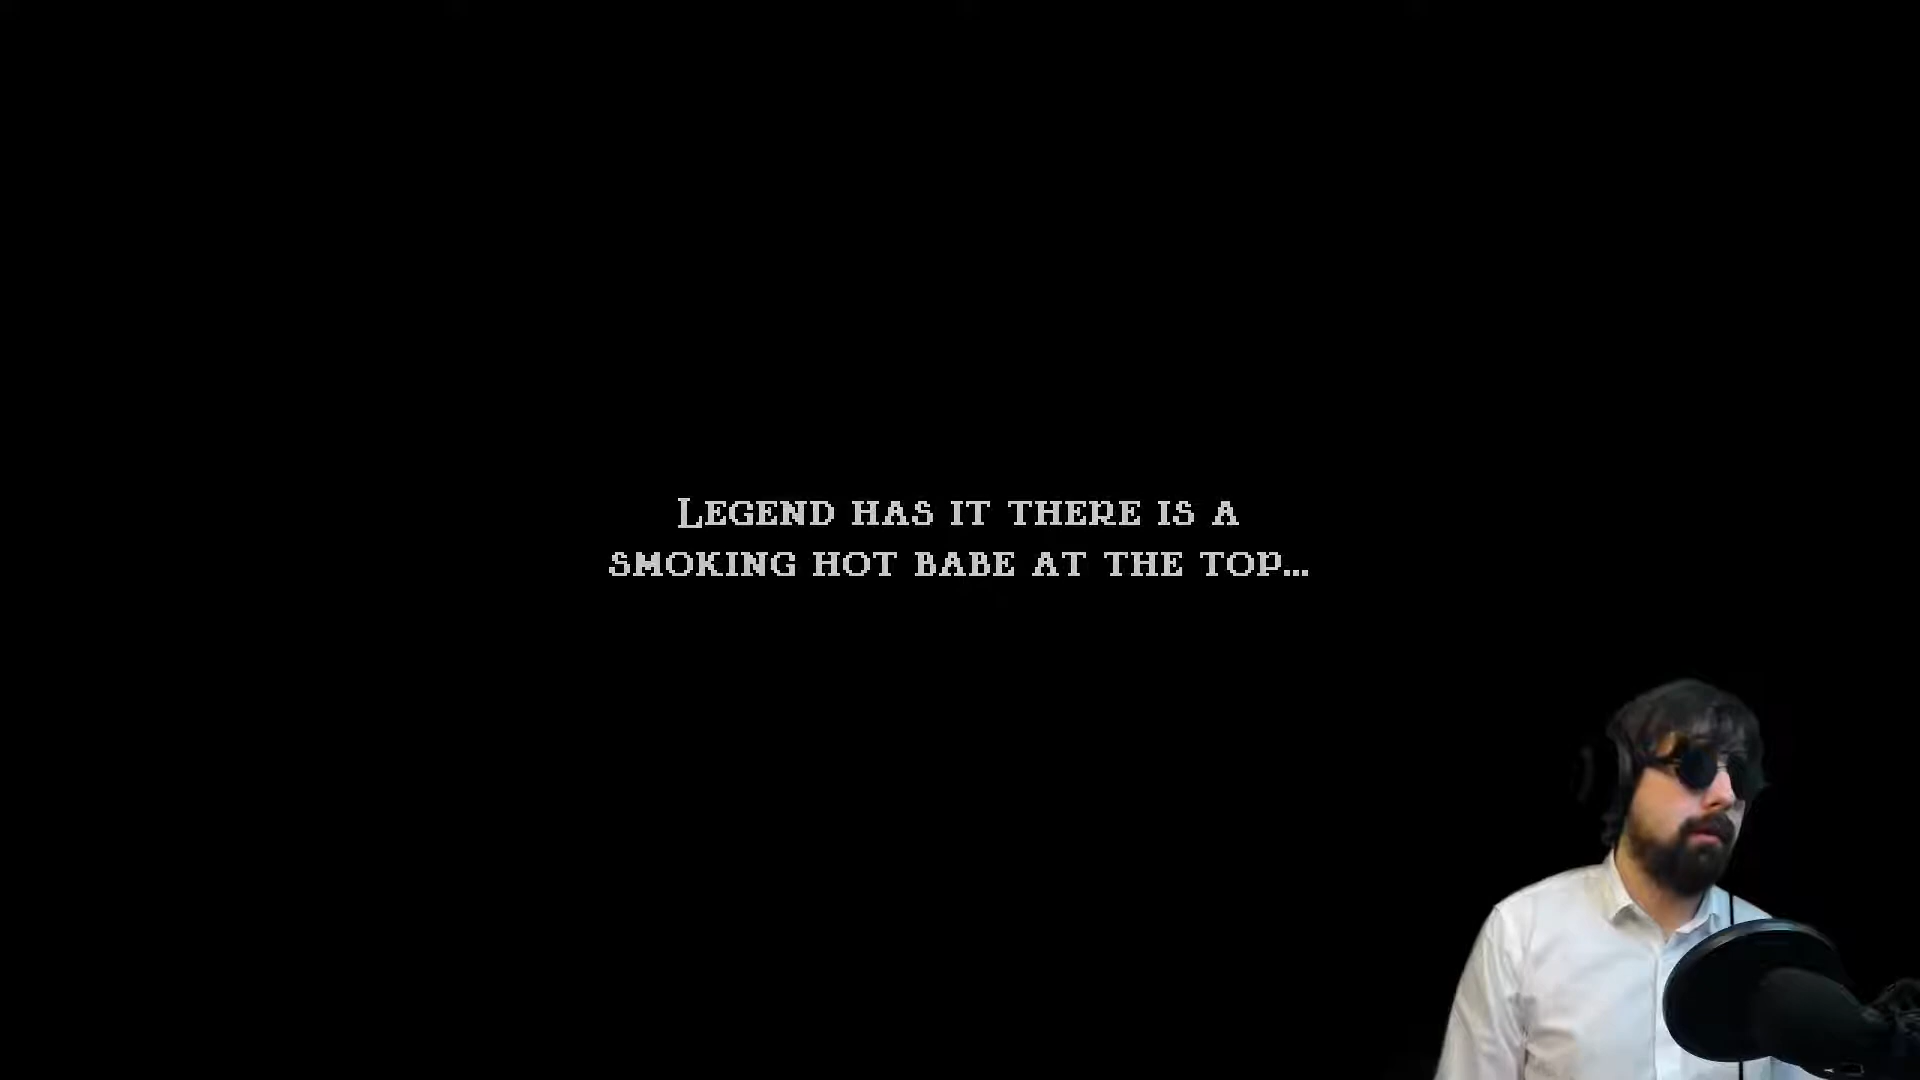 Legend has it there is a
smoking hot babe at the top...